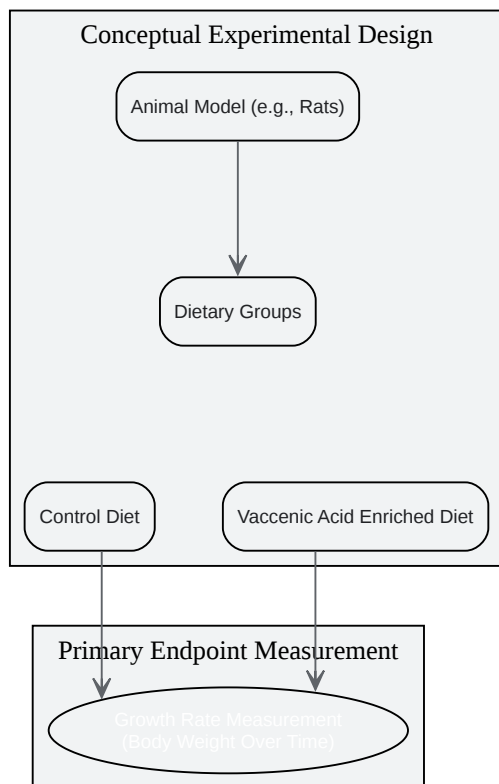 Conceptual Experimental Design
Animal Model (e.g., Rats)
Dietary Groups
Control Diet
Vaccenic Acid Enriched Diet
Primary Endpoint Measurement
Growth Rate Measurement
(Body Weight Over Time)